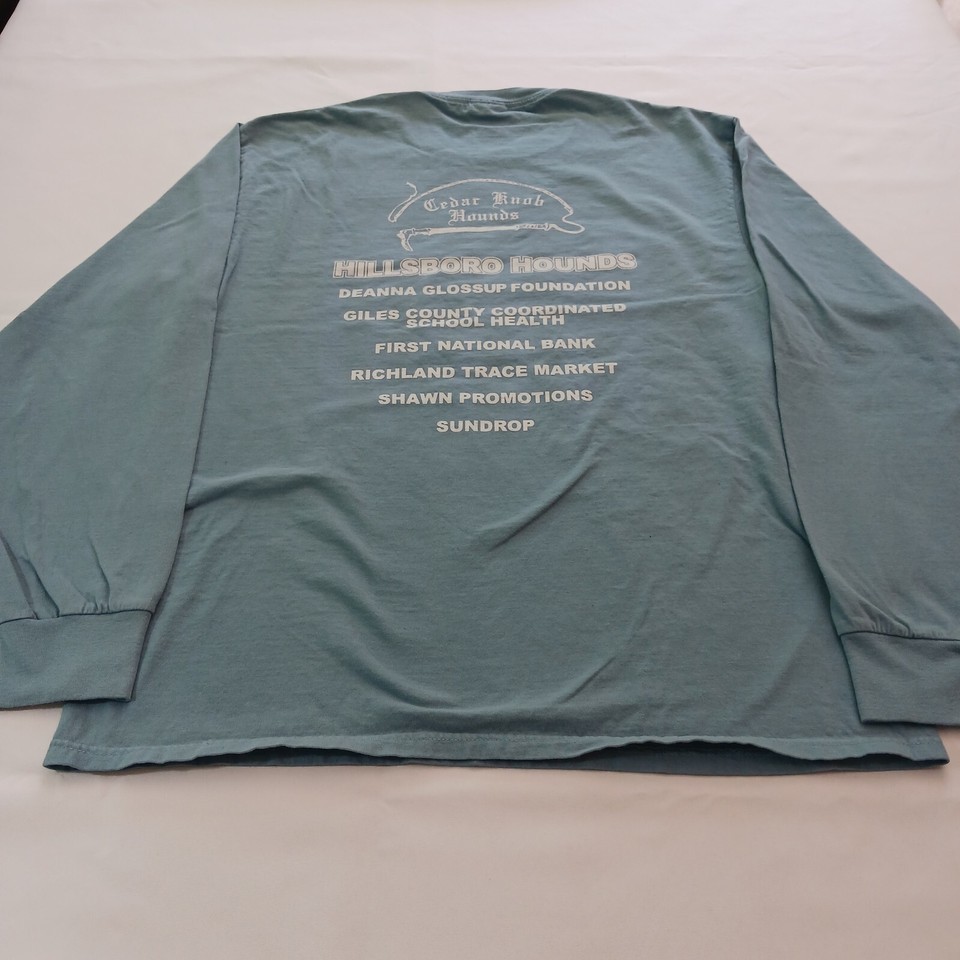 Cedar Knob
Hounds
HILLSBORO HOUNDS
DEANNA GLOSSUP FOUNDATION
GILES COUNTY COORDINATED
SCHOOL HEALTH
FIRST NATIONAL BANK
RICHLAND TRACE MARKET
SHAWN PROMOTIONS
SUNDROP